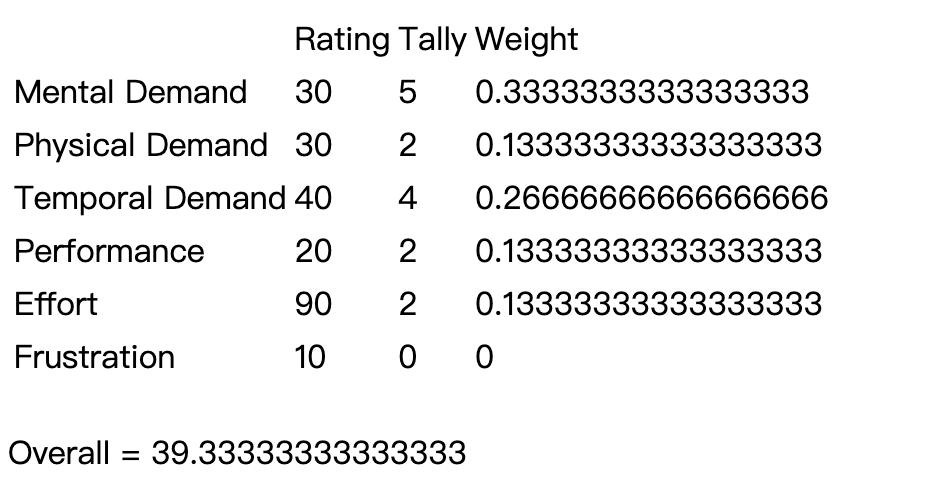 Rating Tally Weight
Mental Demand 30 5 0.3333333333333333
Physical Demand 30 2 0.13333333333333333
Temporal Demand 40 4 0.26666666666666666
Performance 20 2 0.13333333333333333
Effort 90 2 0.13333333333333333
Frustration 10 0 0
Overall = 39.33333333333333